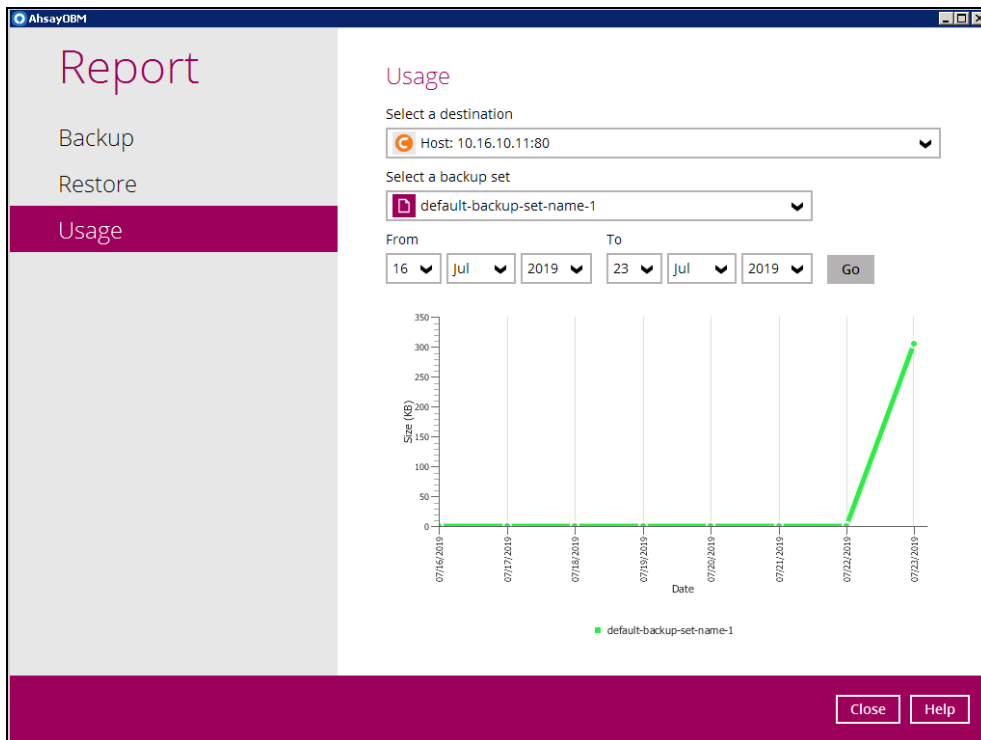 AhsayOBM
Report
Backup
Restore
Usage
Usage
Select a destination
C Host: 10.16.10.11:80
Select a backup set
default-backup-set-name-1
From To
16 Jul 2019 23 Jul 2019 Go
350
300
250
200
150
100
50
0
Size (KB)
07/16/2019 07/17/2019 07/18/2019 07/19/2019 07/20/2019 07/21/2019 07/22/2019 07/23/2019
Date
default-backup-set-name-1
Close Help